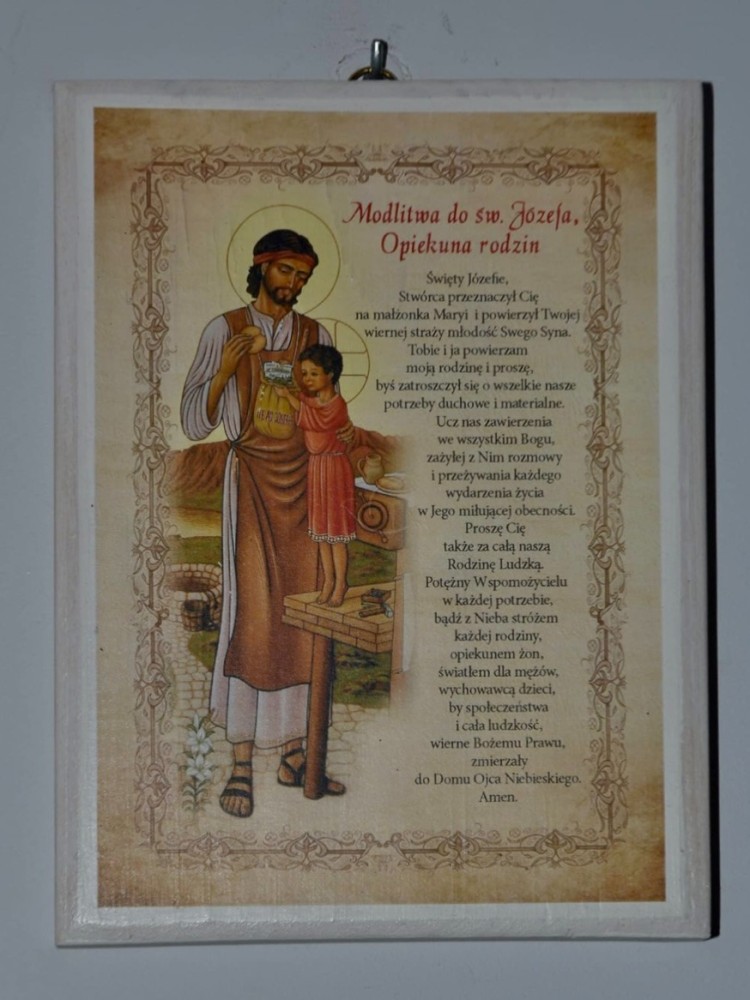 Modlitwa do św. Józefa,
Opiekuna rodzin
Święty Józefie,
Stwórca przeznaczył Cię
na małżonka Maryi i powierzył Twojej
wiernej straży młodość Swego Syna.
Tobie i ja powierzam
moją rodzinę i proszę,
byś zatroszczył się o wszelkie nasze
potrzeby duchowe i materialne.
Ucz nas zawierzenia
we wszystkim Bogu,
zażyłej z Nim rozmowy
i przeżywania każdego
wydarzenia życia
w Jego miłującej obecności.
Proszę Cię
także za całą naszą
Rodzinę Ludzką.
Potężny Wspomożycielu
w każdej potrzebie,
bądź z Nieba stróżem
każdej rodziny,
opiekunem żon,
światłem dla mężów,
wychowawcą dzieci,
by społeczeństwa
i cała ludzkość,
wierne Bożemu Prawu,
zmierzały
do Domu Ojca Niebieskiego.
Amen.